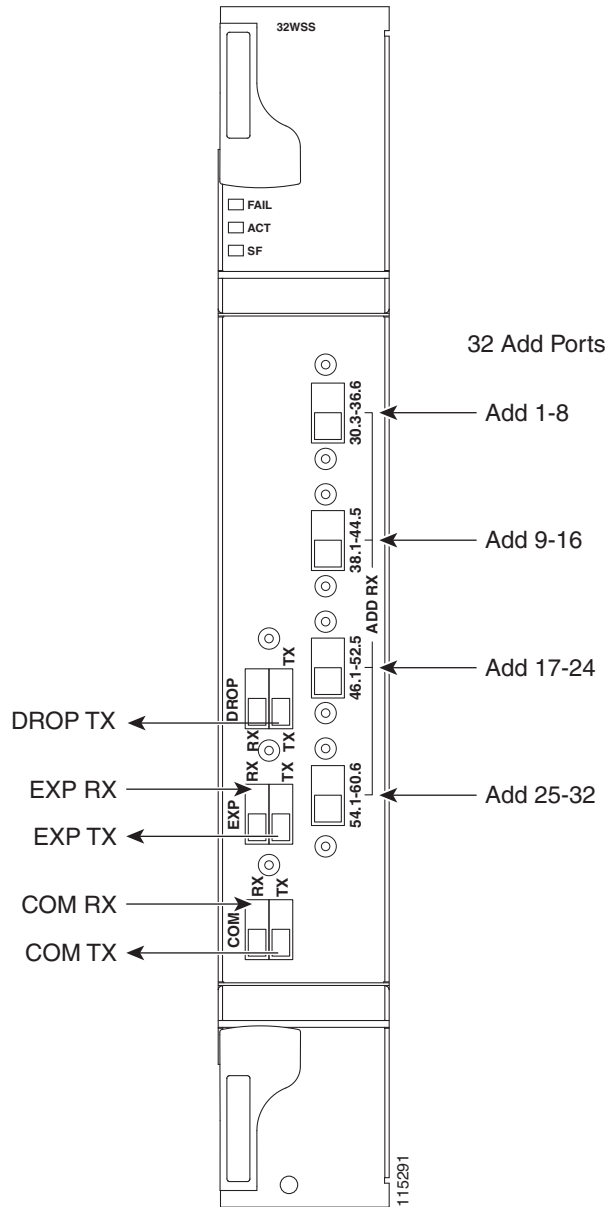 32WSS
FAIL
ACT
SF
32 Add Ports
30.3-36.6
Add 1-8
38.1-44.5
Add 9-16
ADD RX
46.1-52.5
Add 17-24
54.1-60.6
Add 25-32
TX
DROP
RX
TX
DROP TX
RX
EXP
EXP RX
EXP TX
RX
TX
COM
COM RX
COM TX
115291